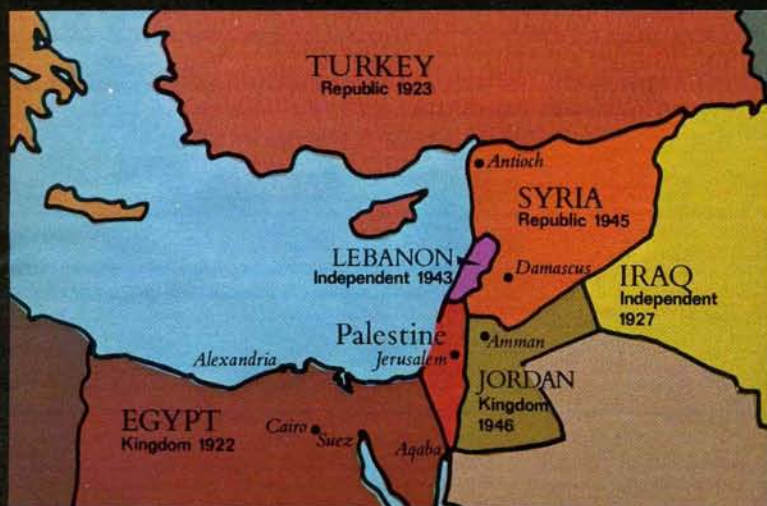 TURKEY
Republic 1923
Antioch
SYRIA
Republic 1945
LEBANON
Independent 1943
Damascus
IRAQ
Independent
1927
Palestine
Jerusalem
Amman
Alexandria
JORDAN
Kingdom
1946
EGYPT
Kingdom 1922
Cairo
Suez
Aqaba